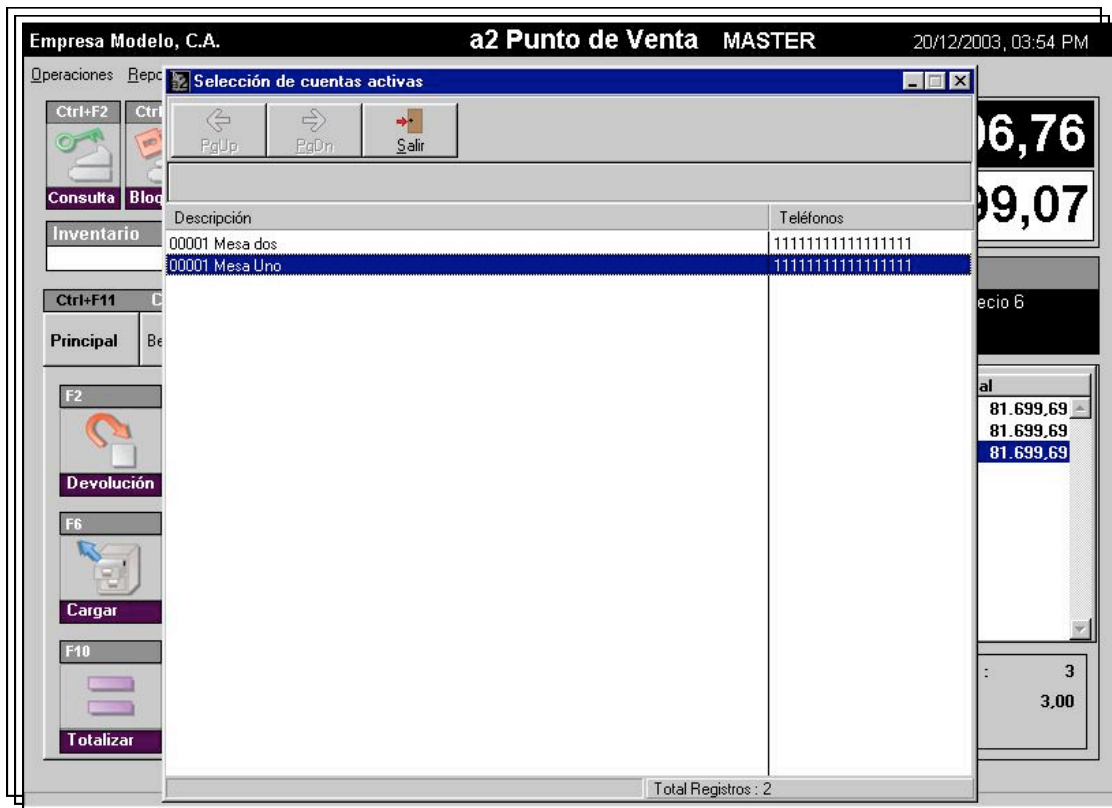 Empresa Modelo, C.A. a2 Punto de Venta MASTER 20/12/2003, 03:54 PM
Operaciones
Selección de cuentas activas
Ctrl+F2
PgUp PgDn Salir
06,76
Consulta
99,07
Descripción Teléfonos
Inventario
00001 Mesa dos 11111111111111111
00001 Mesa Uno 11111111111111111
Ctrl+F11
ecio 6
Principal
F2
al
81.699,69
81.699,69
81.699,69
Devolución
F6
Cargar
F10
: 3
3,00
Totalizar
Total Registros : 2